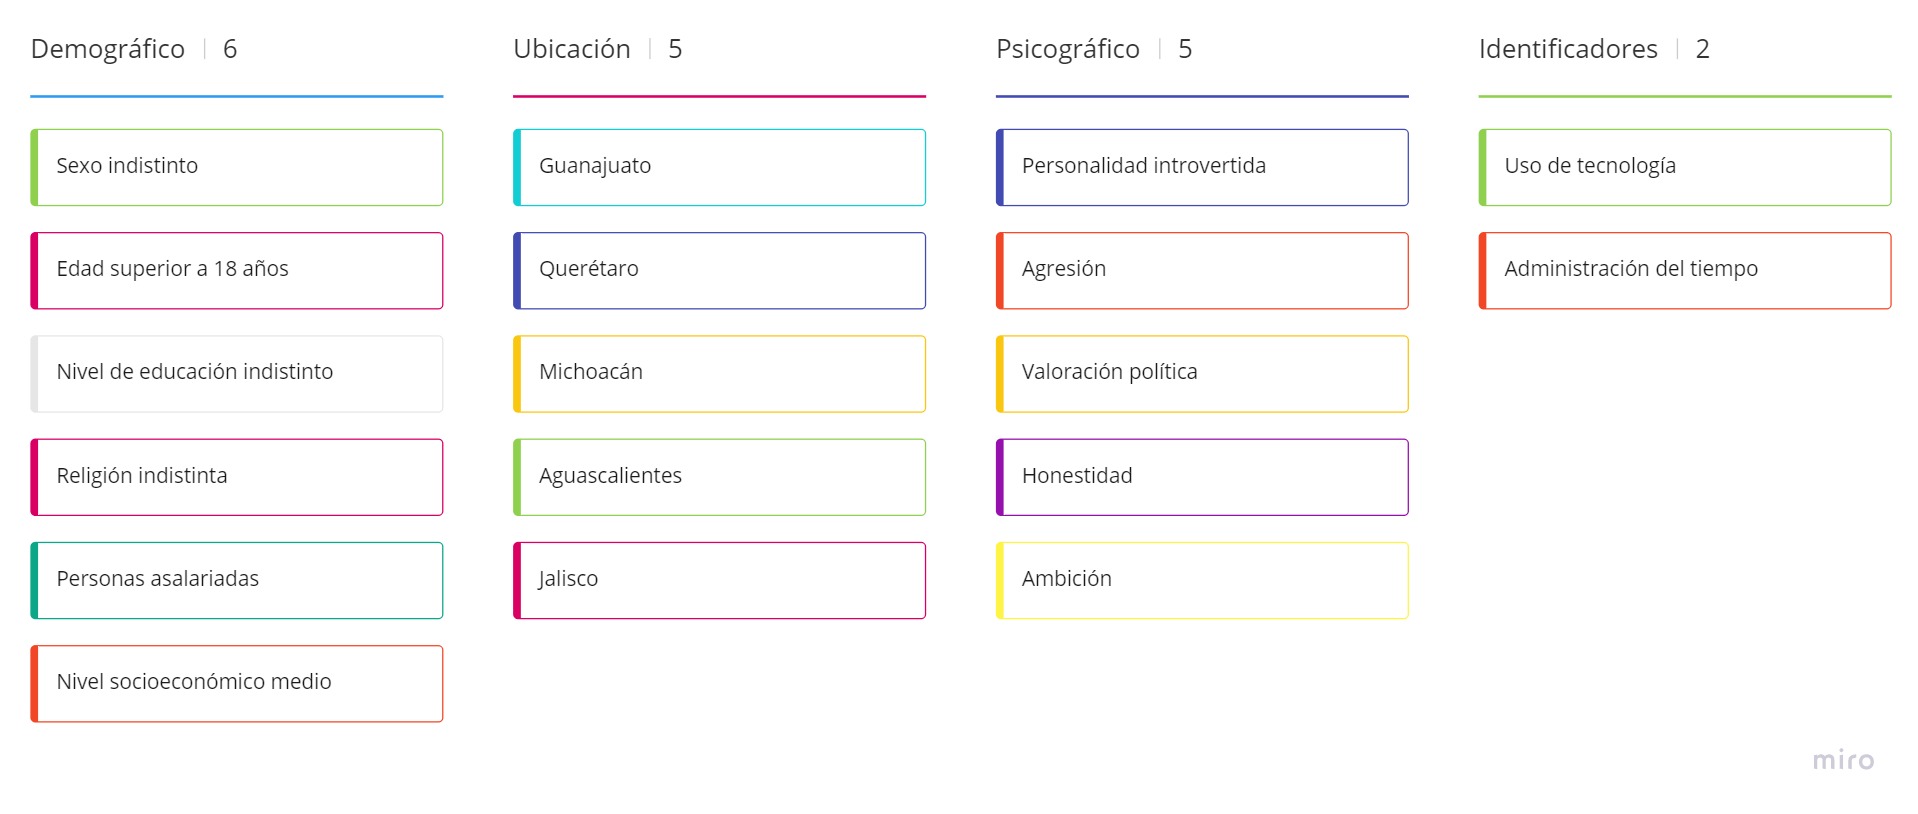 Demográfico | 6
Sexo indistinto
Edad superior a 18 años
Nivel de educación indistinto
Religión indistinta
Personas asalariadas
Nivel socioeconómico medio
Ubicación | 5
Guanajuato
Querétaro
Michoacán
Aguascalientes
Jalisco
Psicográfico | 5
Personalidad introvertida
Agresión
Valoración política
Honestidad
Ambición
Identificadores | 2
Uso de tecnología
Administración del tiempo
miro